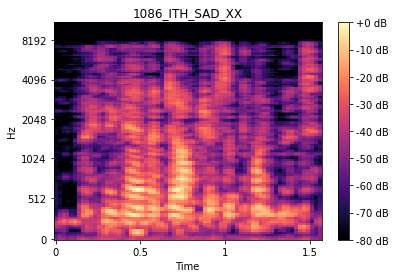 1086_ITH_SAD_XX
+0 dB
8192
-10 dB
4096
-20 dB
-30 dB
2048
Hz
-40 dB
1024
-50 dB
512
-60 dB
-70 dB
0
-80 dB
0
0.5
1
1.5
Time